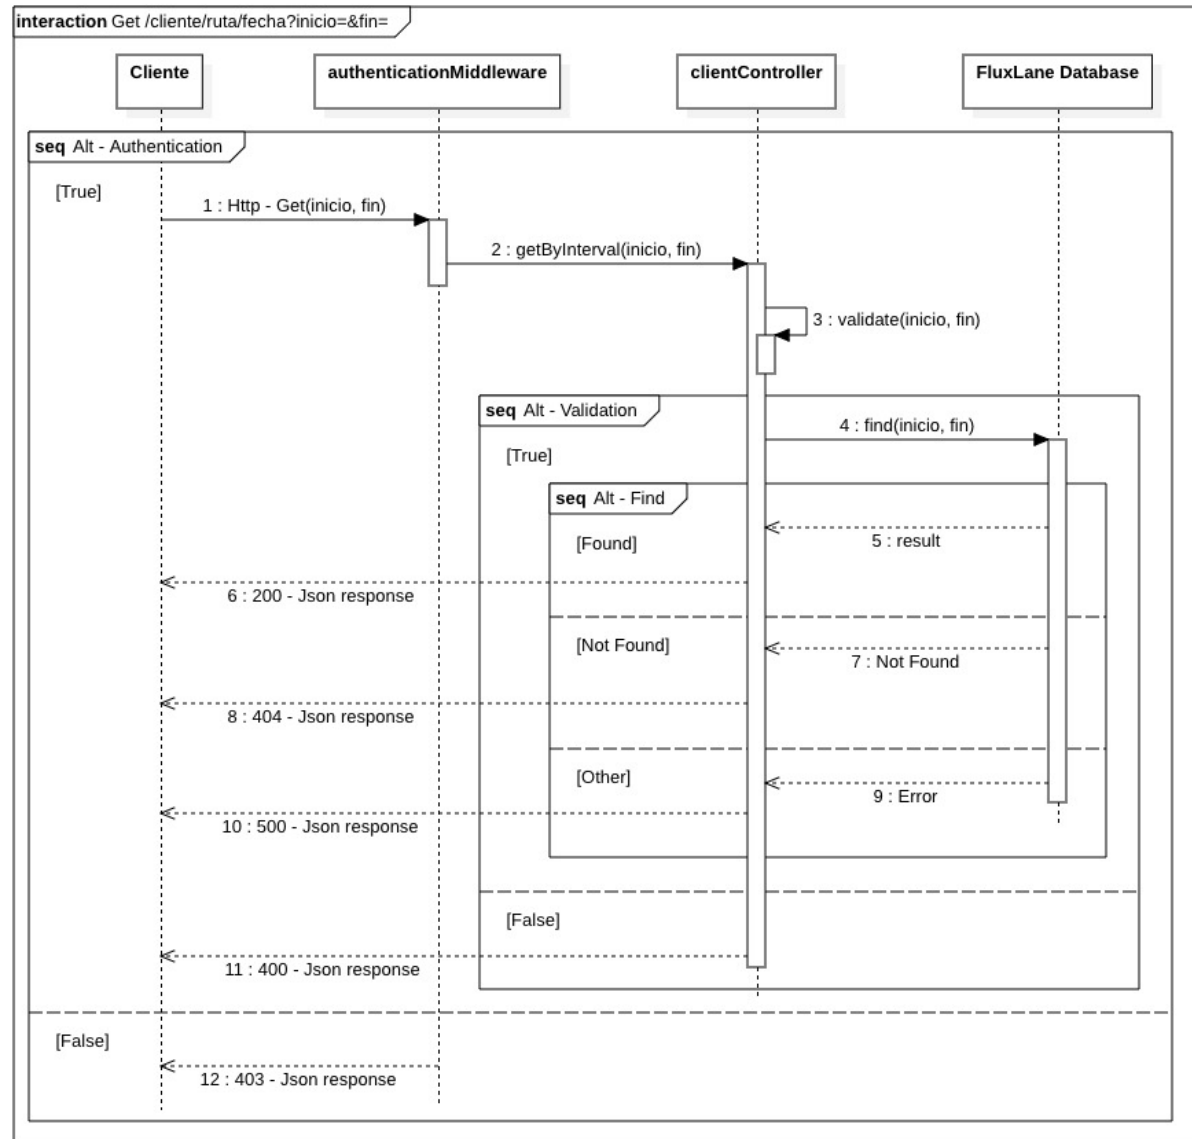 interaction Get /cliente/ruta/fecha?inicio=&fin=
Cliente
authenticationMiddleware
clientController
FluxLane Database
seq Alt - Authentication
[True]
1 : Http - Get(inicio, fin)
2 : getByInterval(inicio, fin)
3 : validate(inicio, fin)
seq Alt - Validation
4 : find(inicio, fin)
[True]
seq Alt - Find
[Found]
5 : result
6 : 200 - Json response
[Not Found]
7 : Not Found
8 : 404 - Json response
[Other]
9 : Error
10 : 500 - Json response
[False]
11 : 400 - Json response
[False]
12 : 403 - Json response